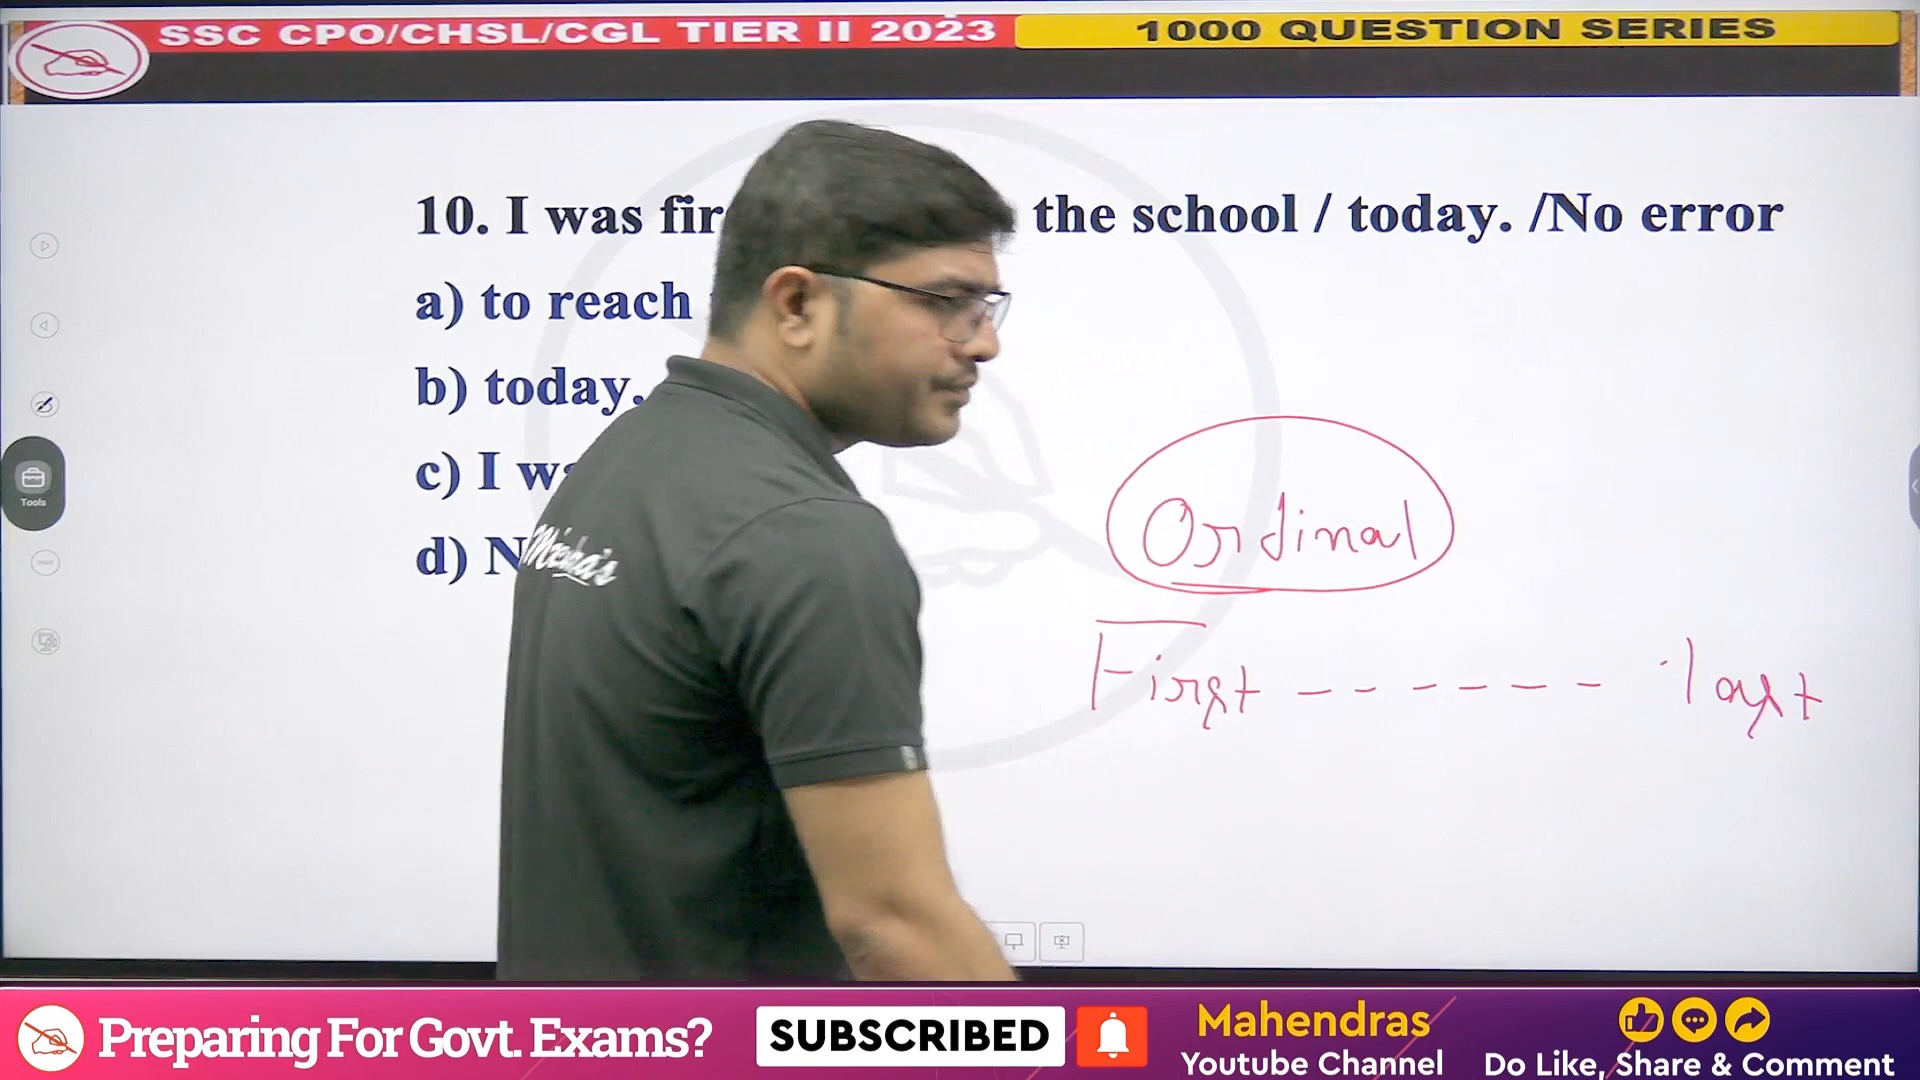 SSC CPO/CHSL/CGL TIER II 2023
1000 QUESTION SERIES
10. I was fir the school / today. /No error
a) to reach
b) today.
c) I wa
d) N
Tools
Ordinal
First ------ last
Preparing For Govt. Exams?
SUBSCRIBED
Mahendras
Youtube Channel
Do Like, Share & Comment